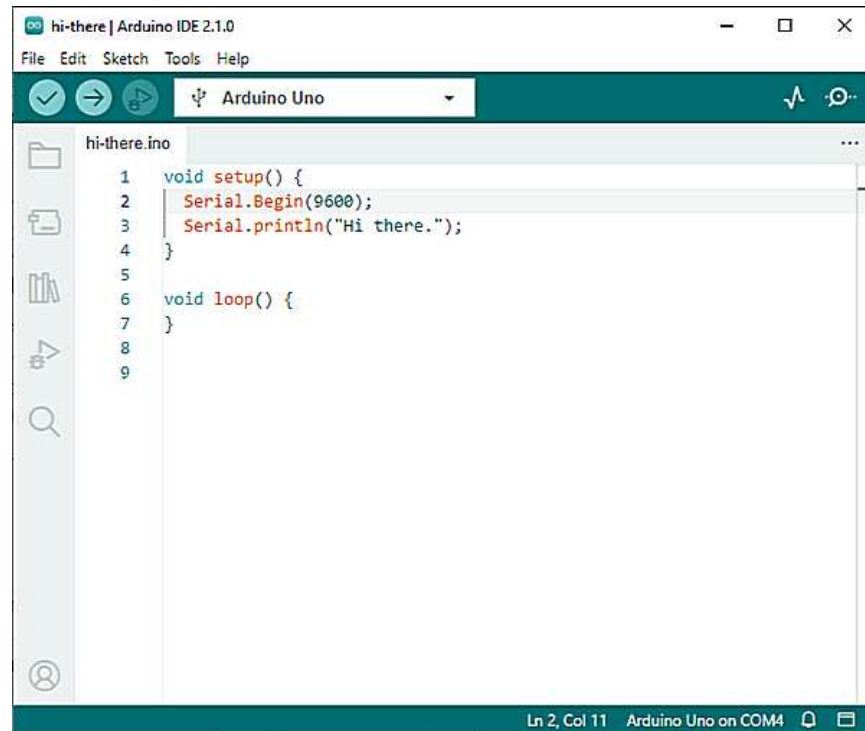 hi-there | Arduino IDE 2.1.0
File Edit Sketch Tools Help
Arduino Uno
hi-there.ino
1 void setup() {
2 Serial.Begin(9600);
3 Serial.println("Hi there.");
4 }
5
6 void loop() {
7 }
8
9
Ln 2, Col 11 Arduino Uno on COM4